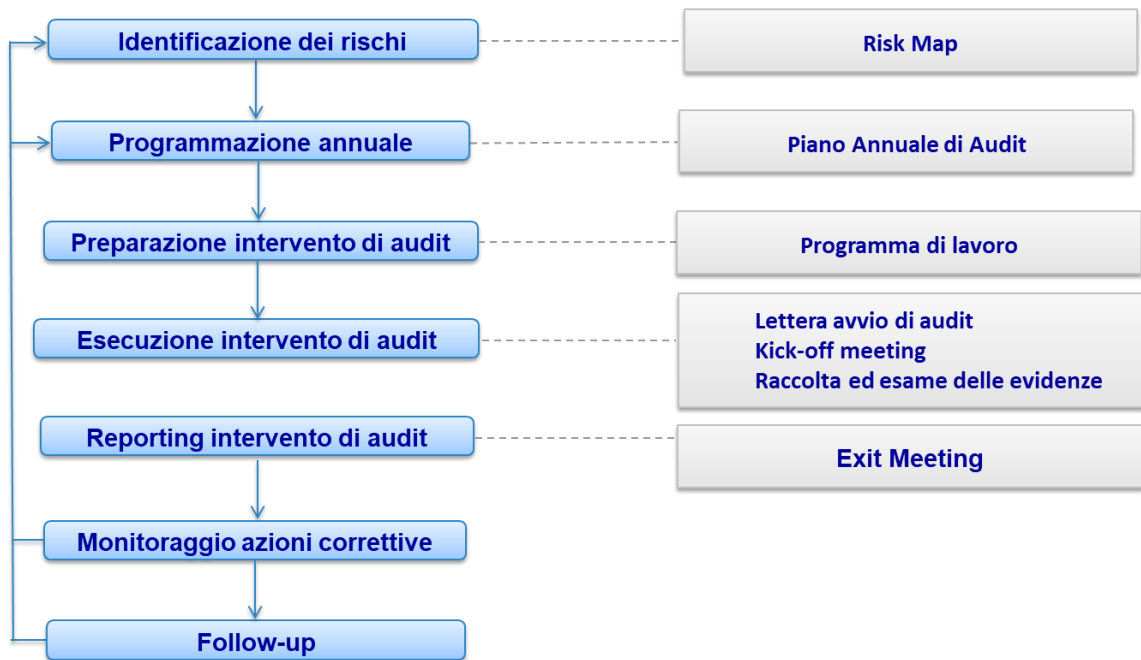 Identificazione dei rischi
Risk Map
Programmazione annuale
Piano Annuale di Audit
Preparazione intervento di audit
Programma di lavoro
Esecuzione intervento di audit
Lettera avvio di audit
Kick-off meeting
Raccolta ed esame delle evidenze
Reporting intervento di audit
Exit Meeting
Monitoraggio azioni correttive
Follow-up